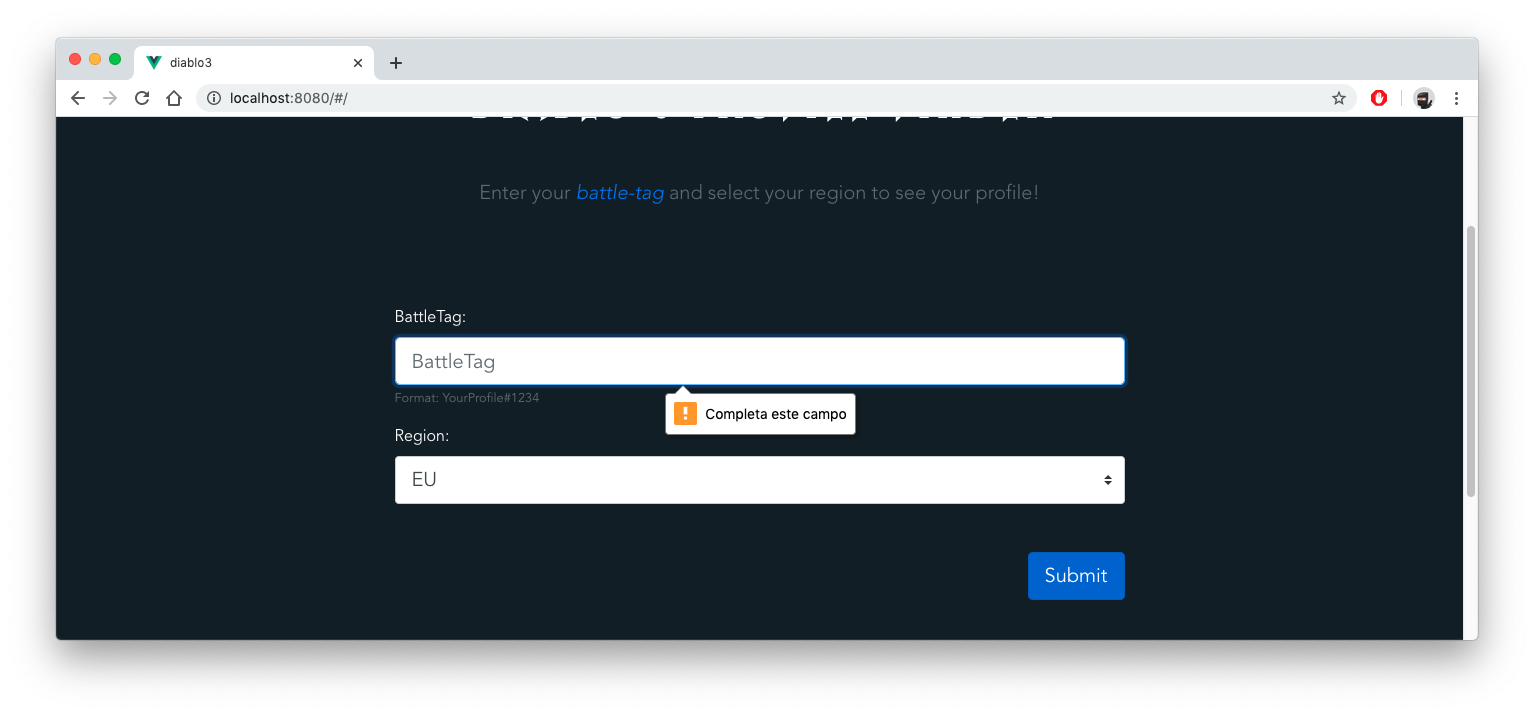 diablo3
localhost:8080/#/
Enter your battle-tag and select your region to see your profile!
BattleTag:
BattleTag
Format: YourProfile#1234
Completa este campo
Region:
EU
Submit